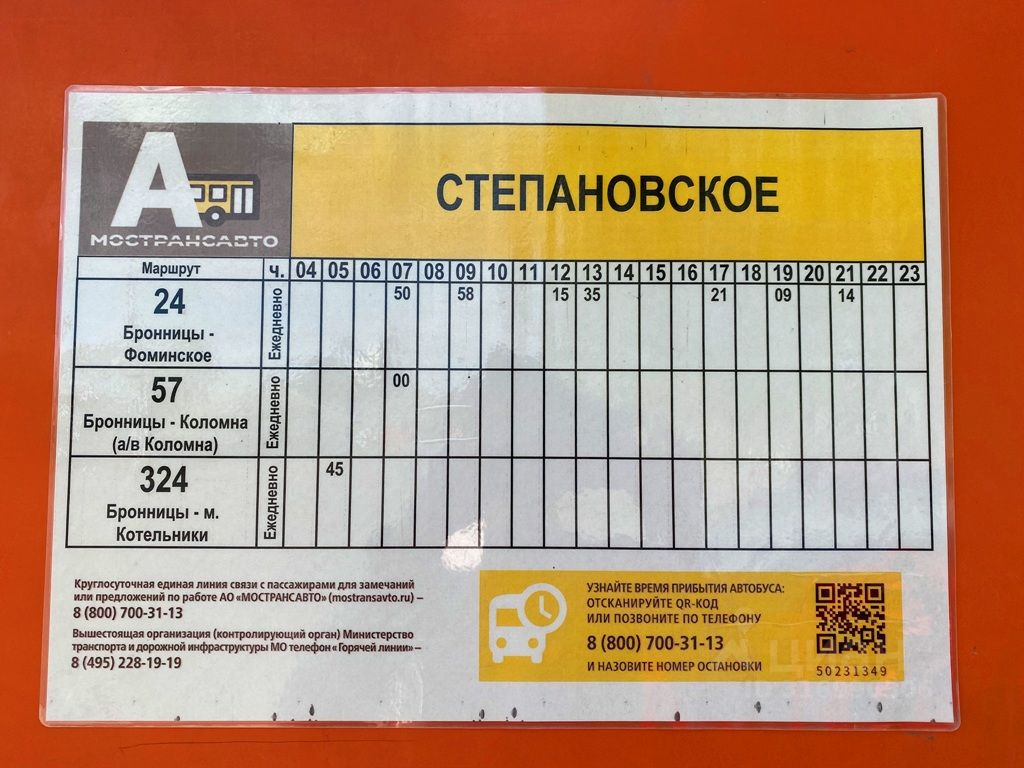 А
МОСТРАНСАВТО
СТЕПАНОВСКОЕ
Маршрут ч. 04 05 06 07 08 09 10 11 12 13 14 15 16 17 18 19 20 21 22 23
24
Бронницы -
Фоминское
Ежедневно
50 58 15 35 21 09 14
57
Бронницы - Коломна
(а/в Коломна)
Ежедневно
00
324
Бронницы - м.
Котельники
Ежедневно
45
Круглосуточная единая линия связи с пассажирами для замечаний
или предложений по работе АО «МОСТРАНСАВТО» (mostransavto.ru) –
8 (800) 700-31-13
Вышестоящая организация (контролирующий орган) Министерство
транспорта и дорожной инфраструктуры МО телефон «Горячей линии» –
8 (495) 228-19-19
УЗНАЙТЕ ВРЕМЯ ПРИБЫТИЯ АВТОБУСА:
ОТСКАНИРУЙТЕ QR-КОД
ИЛИ ПОЗВОНИТЕ ПО ТЕЛЕФОНУ
8 (800) 700-31-13
И НАЗОВИТЕ НОМЕР ОСТАНОВКИ
50231349